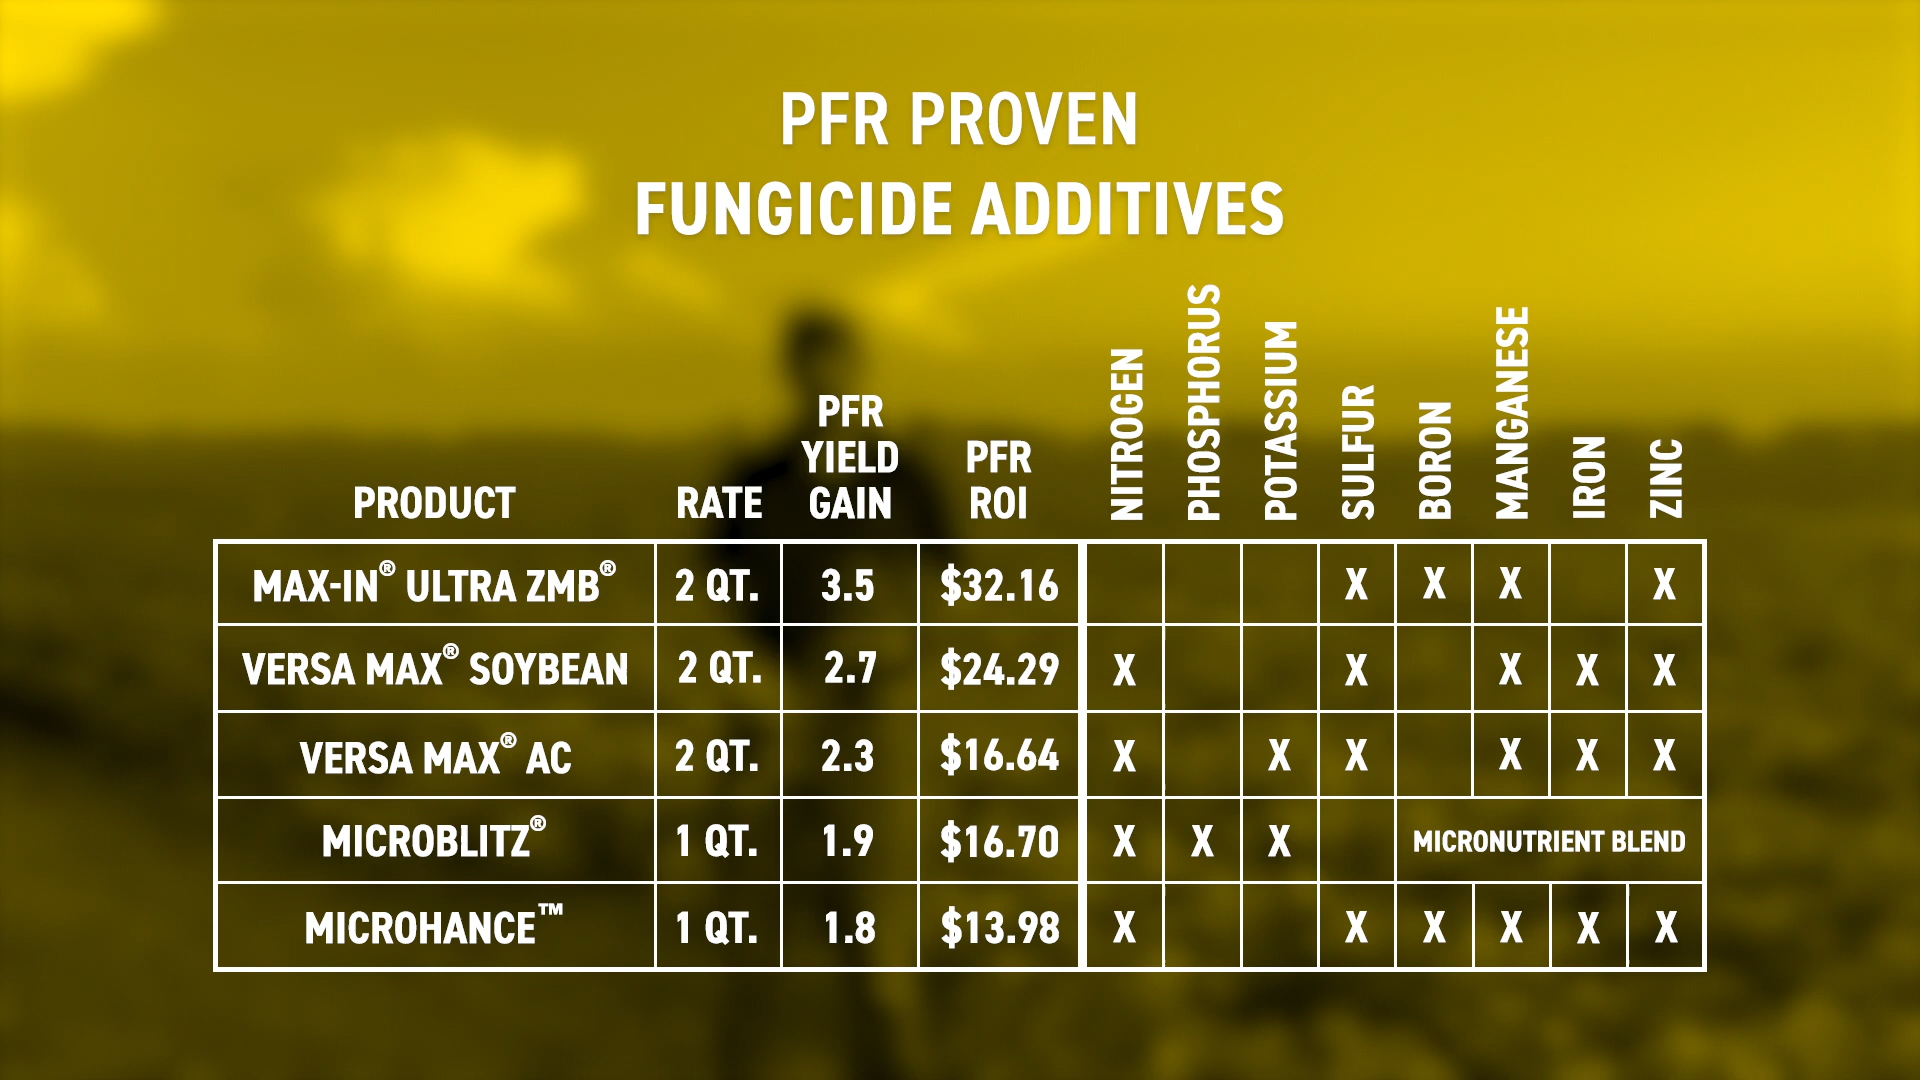 PFR PROVEN
FUNGICIDE ADDITIVES
PRODUCT RATE PFR YIELD GAIN PFR ROI NITROGEN PHOSPHORUS POTASSIUM SULFUR BORON MANGANESE IRON ZINC
MAX-IN® ULTRA ZMB® 2 QT. 3.5 $32.16 X X X X
VERSA MAX® SOYBEAN 2 QT. 2.7 $24.29 X X X X X
VERSA MAX® AC 2 QT. 2.3 $16.64 X X X X X X
MICROBLITZ® 1 QT. 1.9 $16.70 X X X MICRONUTRIENT BLEND
MICROHANCE™ 1 QT. 1.8 $13.98 X X X X X X